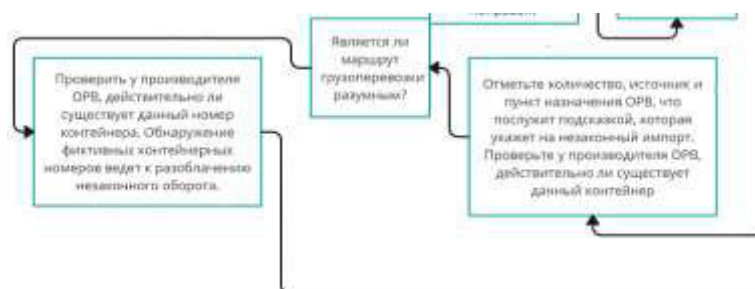 Является ли
маршрут
грузоперевозки
разумным?
Проверить у производителя
ОРВ, действительно ли
существует данный номер
контейнера. Обнаружение
фиктивных контейнерных
номеров ведет к разоблачению
незаконного оборота.
Отметьте количество, источник и
пункт назначения ОРВ, что
послужит подсказкой, которая
укажет на незаконный импорт.
Проверьте у производителя ОРВ,
действительно ли существует
данный контейнер